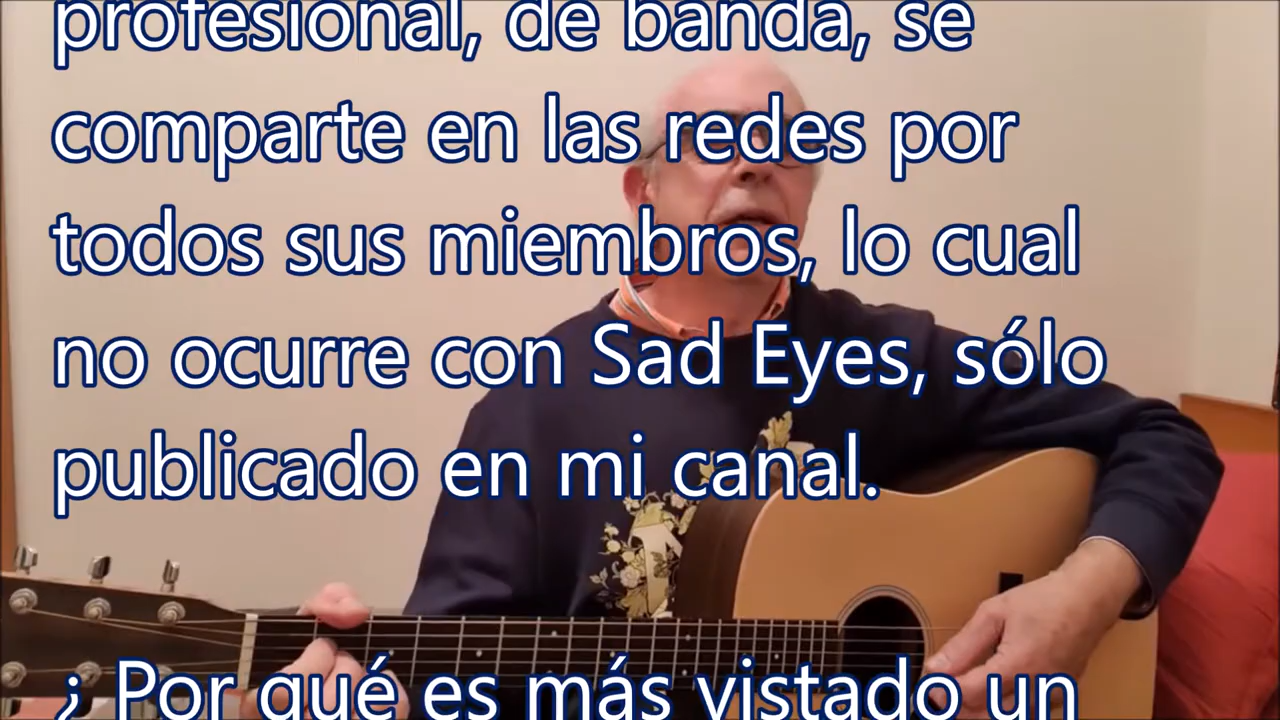 profesional, de banda, se
comparte en las redes por
todos sus miembros, lo cual
no ocurre con Sad Eyes, sólo
publicado en mi canal.
¿ Por qué es más vistado un